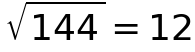 √144 = 12